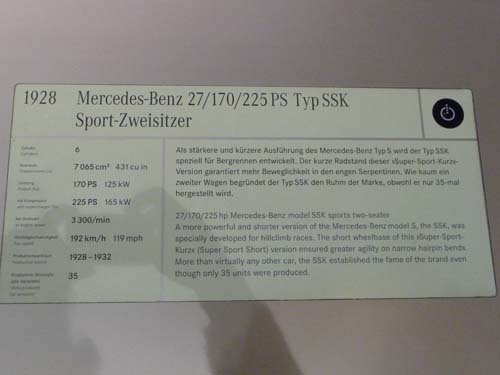 1928 Mercedes-Benz 27/170/225 PS Typ SSK
Sport-Zweisitzer
Zylinder
6
7 065 cm³ 431 cu in
Leistung
170 PS 125 kW
225 PS 165 kW
3 300/min
192 km/h 119 mph
1928 – 1932
35
Als stärkere und kürzere Ausführung des Mercedes-Benz Typ S wird der Typ SSK
speziell für Bergrennen entwickelt. Der kurze Radstand dieser »Super-Sport-Kurz«-
Version garantiert mehr Beweglichkeit in den engen Serpentinen. Wie kaum ein
zweiter Wagen begründet der Typ SSK den Ruhm der Marke, obwohl er nur 35-mal
hergestellt wird.
27/170/225 hp Mercedes-Benz model SSK sports two-seater
A more powerful and shorter version of the Mercedes-Benz model S, the SSK, was
specially developed for hillclimb races. The short wheelbase of this »Super-Sport-
Kurz« (Super Sport Short) version ensured greater agility on narrow hairpin bends.
More than virtually any other car, the SSK established the fame of the brand even
though only 35 units were produced.